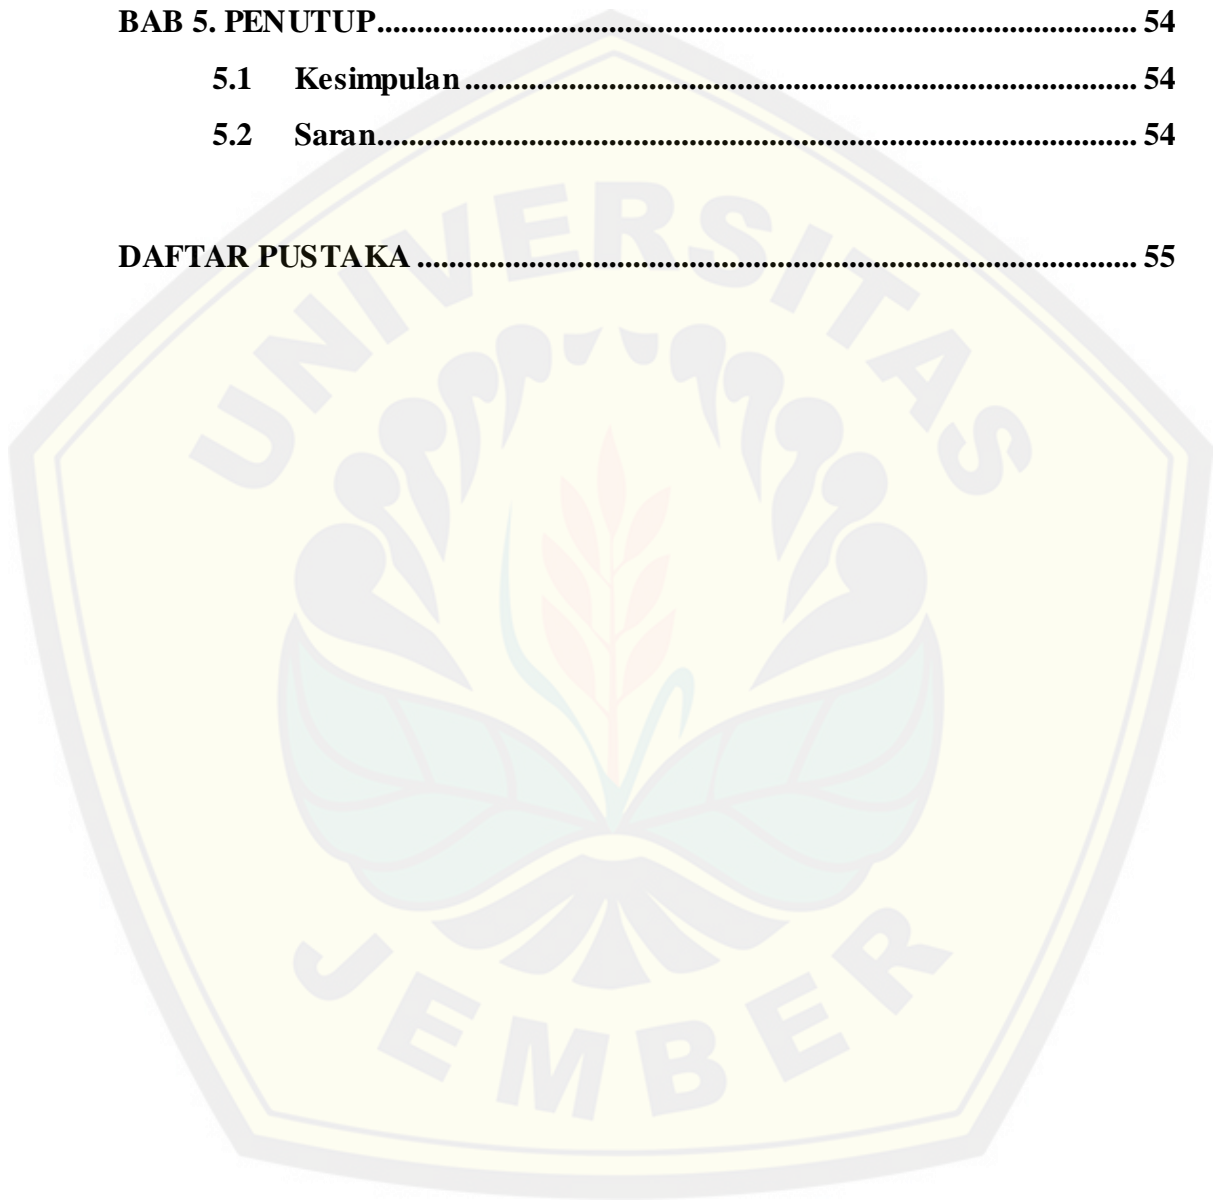 BAB 5. PENUTUP.......................................................................................... 54
5.1 Kesimpulan................................................................................ 54
5.2 Saran.......................................................................................... 54
DAFTAR PUSTAKA..................................................................................... 55
UNIVERSITAS
JEMBER